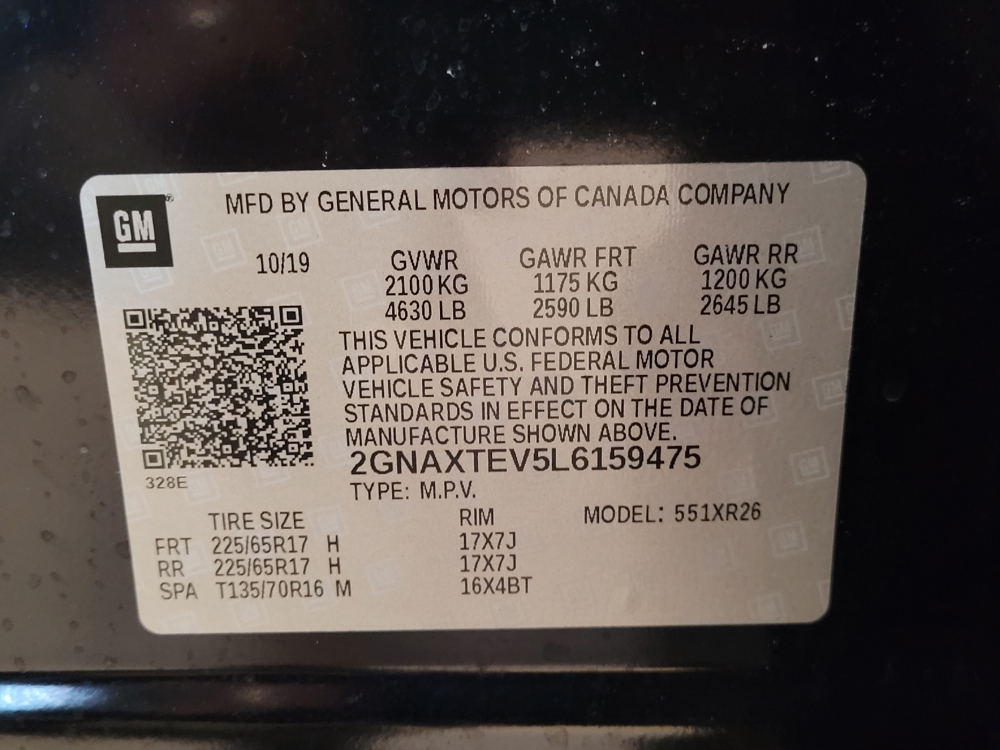 GM
MFD BY GENERAL MOTORS OF CANADA COMPANY
10/19 GVWR GAWR FRT GAWR RR
2100 KG 1175 KG 1200 KG
4630 LB 2590 LB 2645 LB
THIS VEHICLE CONFORMS TO ALL
APPLICABLE U.S. FEDERAL MOTOR
VEHICLE SAFETY AND THEFT PREVENTION
STANDARDS IN EFFECT ON THE DATE OF
MANUFACTURE SHOWN ABOVE.
2GNAXTEV5L6159475
328E
TYPE: M.P.V.
TIRE SIZE RIM MODEL: 551XR26
FRT 225/65R17 H 17X7J
RR 225/65R17 H 17X7J
SPA T135/70R16 M 16X4BT